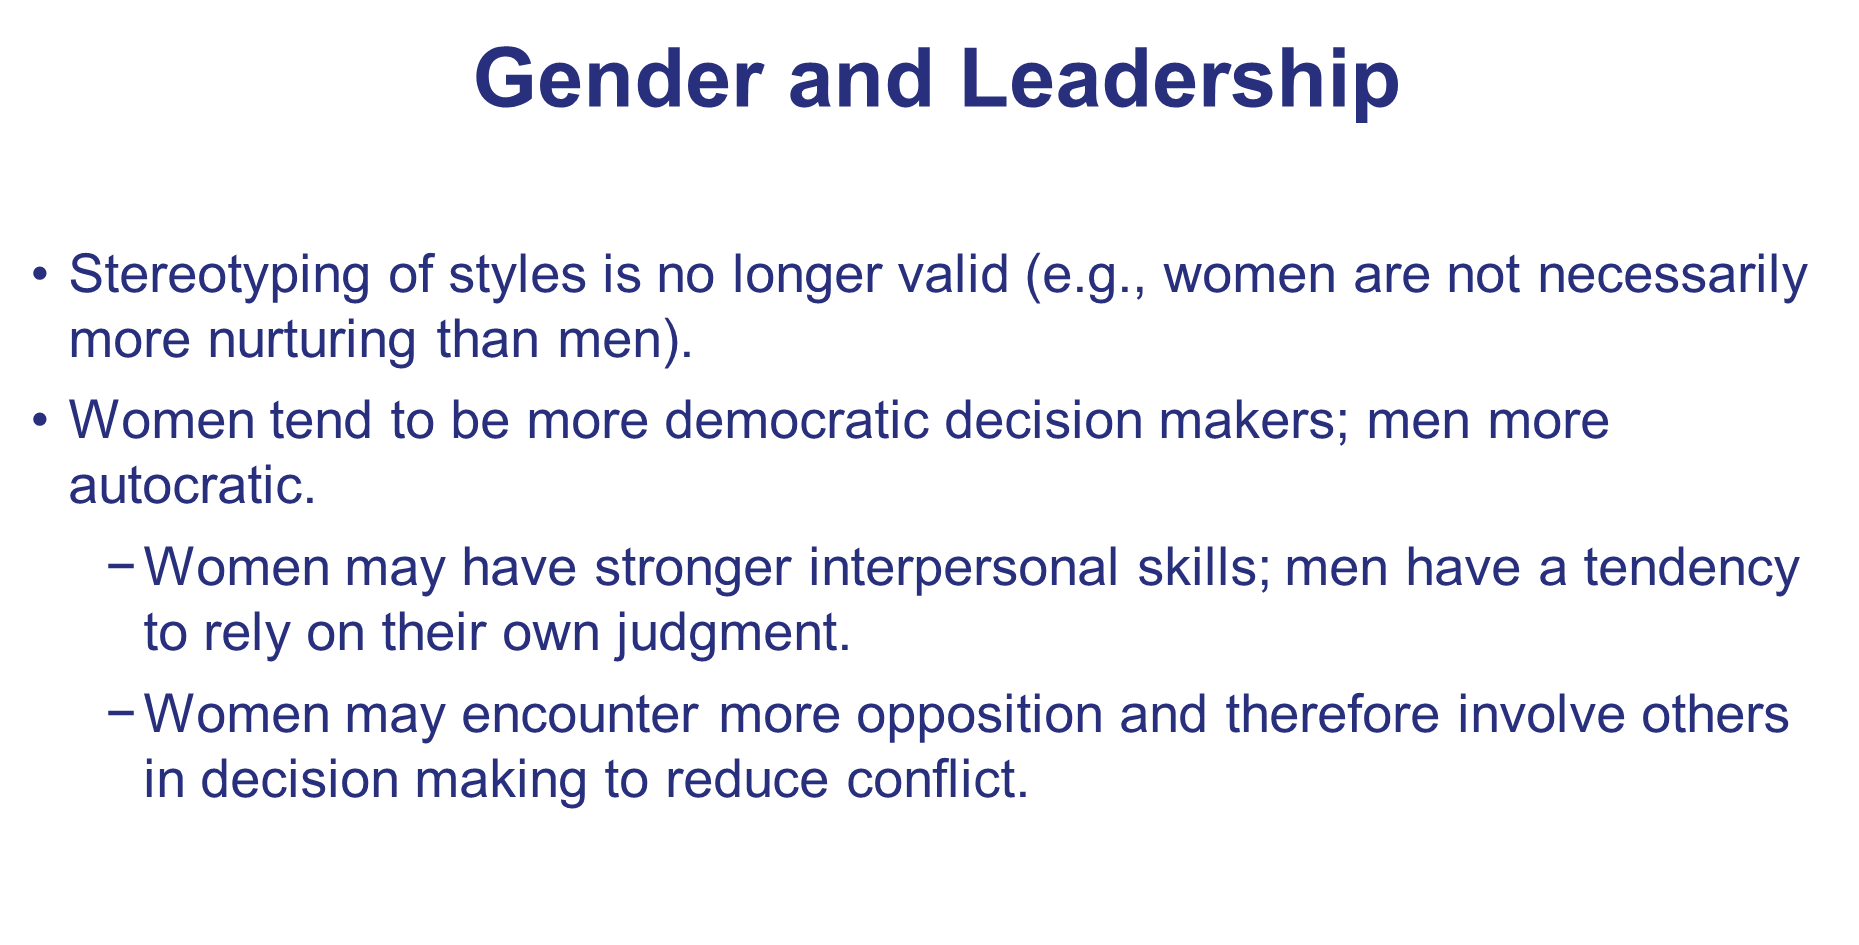 Gender and Leadership
• Stereotyping of styles is no longer valid (e.g., women are not necessarily
more nurturing than men).
• Women tend to be more democratic decision makers; men more
autocratic.
− Women may have stronger interpersonal skills; men have a tendency
to rely on their own judgment.
− Women may encounter more opposition and therefore involve others
in decision making to reduce conflict.